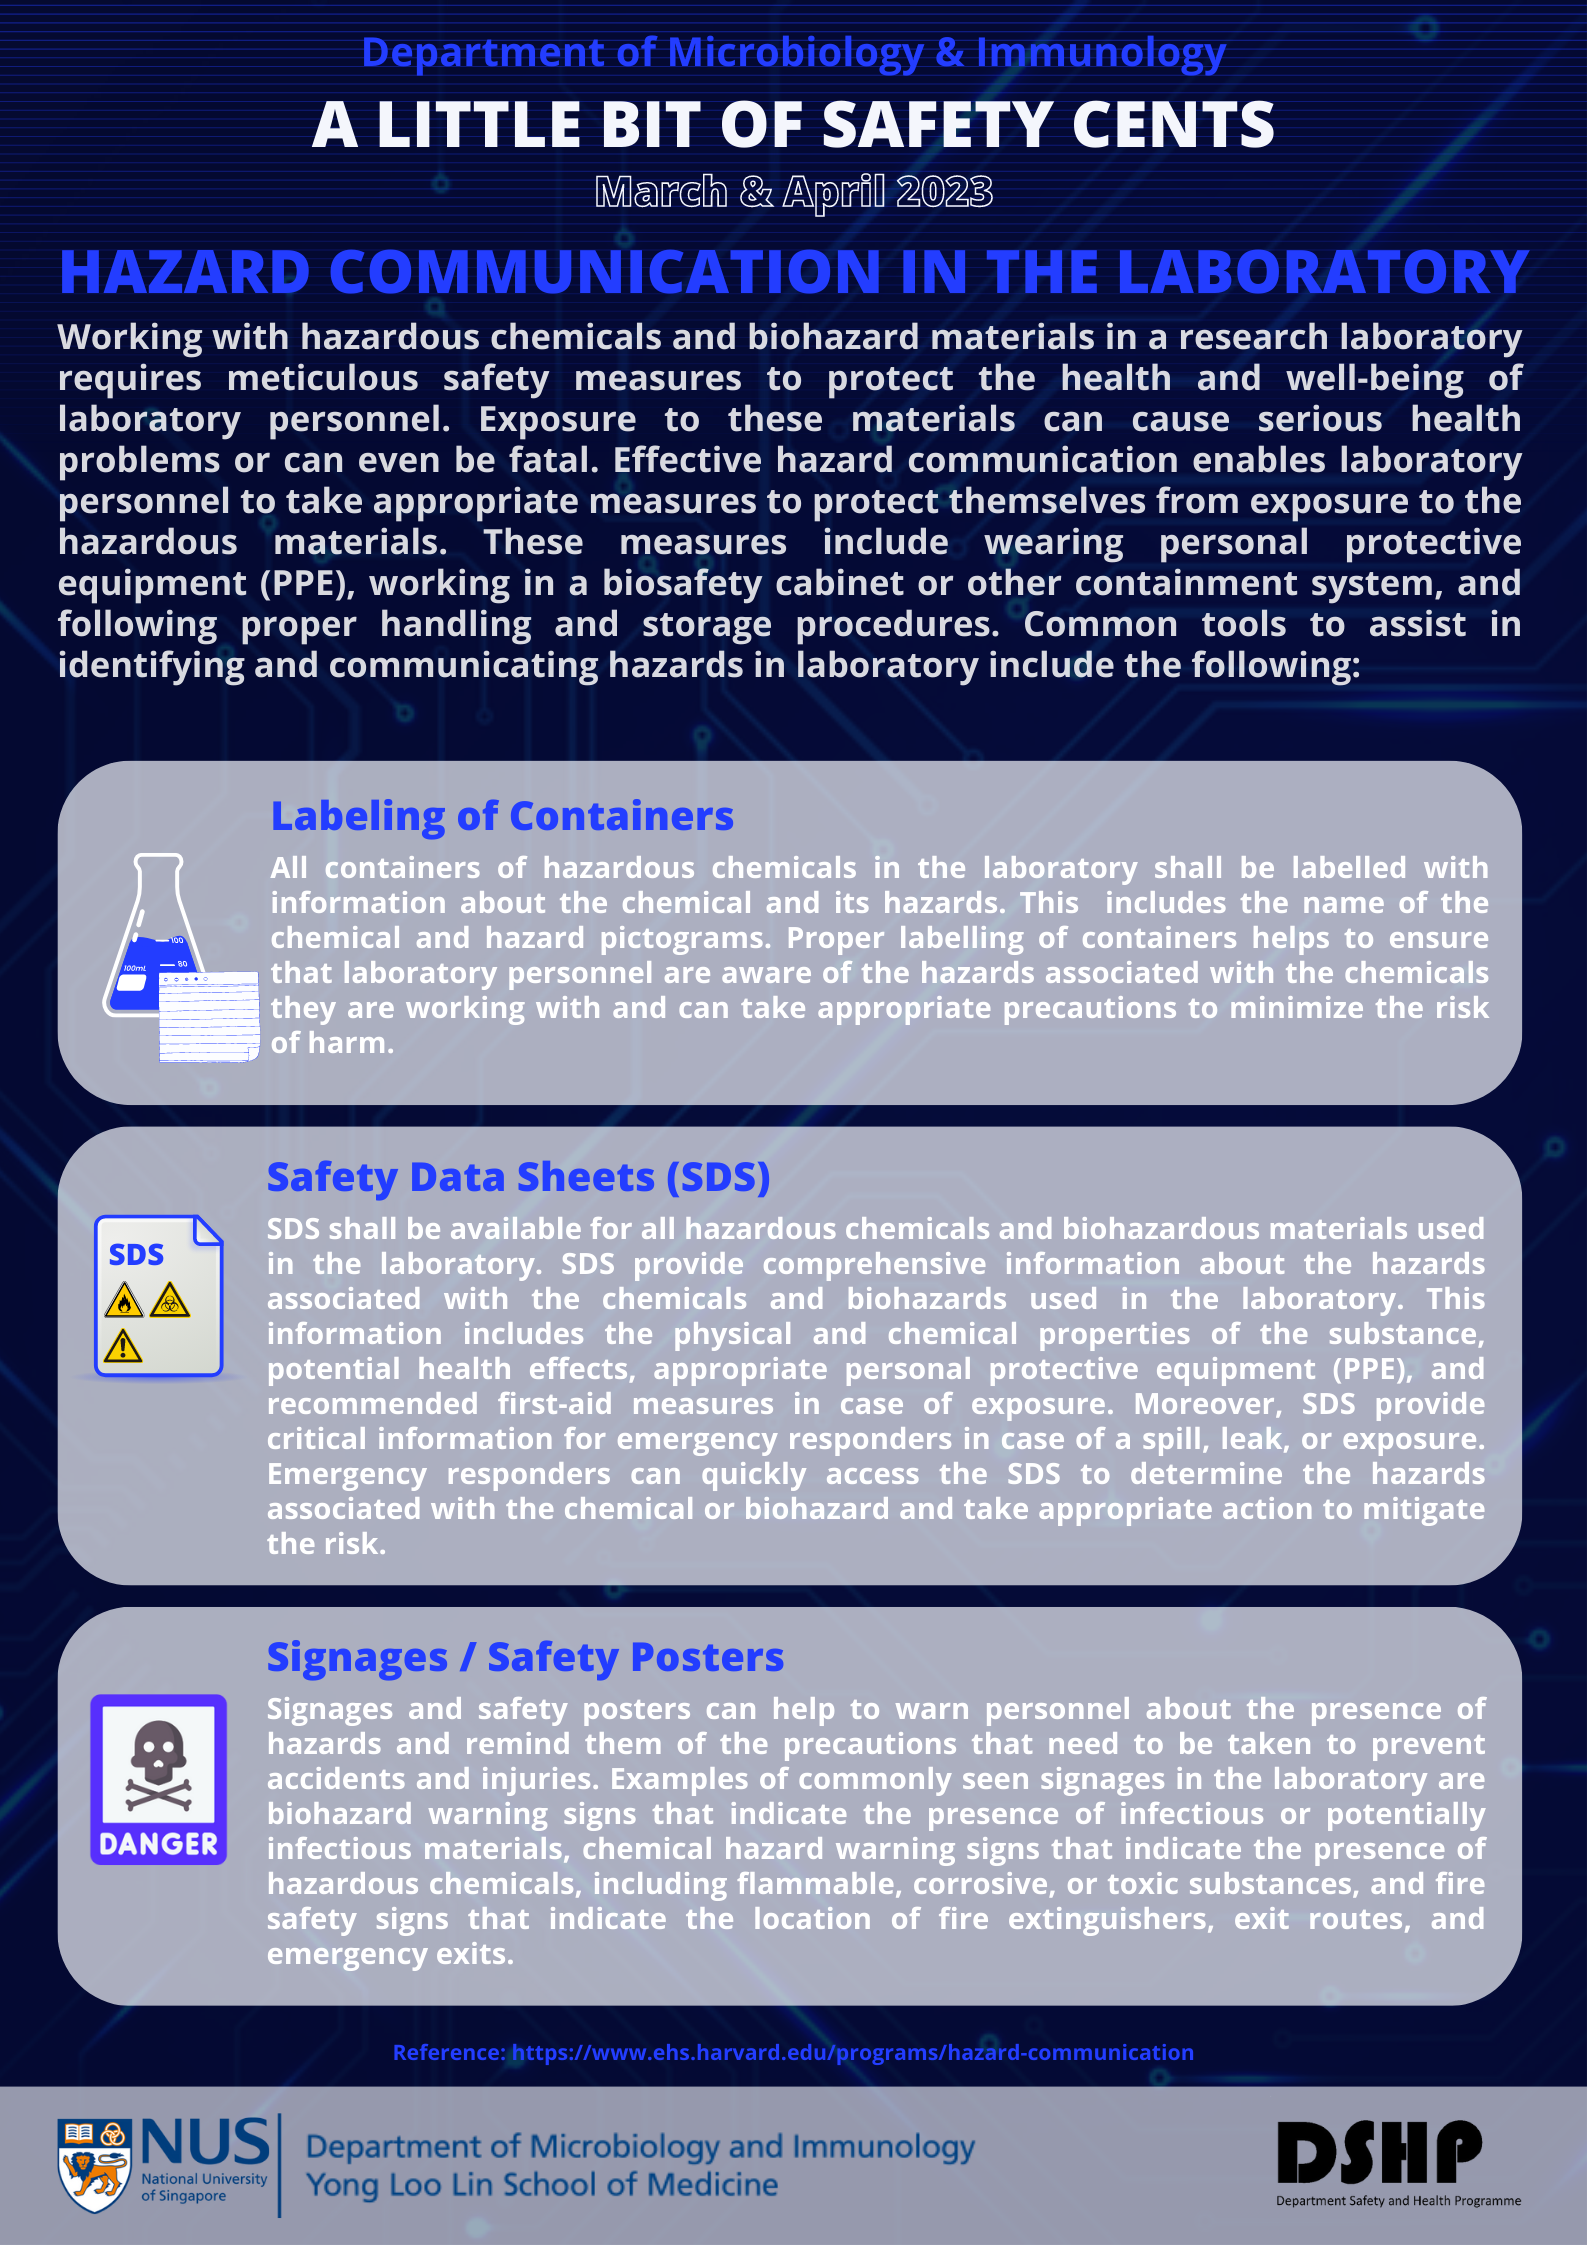 Department of Microbiology & Immunology
A LITTLE BIT OF SAFETY CENTS
March & April 2023
HAZARD COMMUNICATION IN THE LABORATORY
Working with hazardous chemicals and biohazard materials in a research laboratory
requires meticulous safety measures to protect the health and well-being of
laboratory personnel. Exposure to these materials can cause serious health
problems or can even be fatal. Effective hazard communication enables laboratory
personnel to take appropriate measures to protect themselves from exposure to the
hazardous materials. These measures include wearing personal protective
equipment (PPE), working in a biosafety cabinet or other containment system, and
following proper handling and storage procedures. Common tools to assist in
identifying and communicating hazards in laboratory include the following:
Labeling of Containers
All containers of hazardous chemicals in the laboratory shall be labelled with
information about the chemical and its hazards. This includes the name of the
chemical and hazard pictograms. Proper labelling of containers helps to ensure
that laboratory personnel are aware of the hazards associated with the chemicals
they are working with and can take appropriate precautions to minimize the risk
of harm.
100
80
100mL
Safety Data Sheets (SDS)
SDS
SDS shall be available for all hazardous chemicals and biohazardous materials used
in the laboratory. SDS provide comprehensive information about the hazards
associated with the chemicals and biohazards used in the laboratory. This
information includes the physical and chemical properties of the substance,
potential health effects, appropriate personal protective equipment (PPE), and
recommended first-aid measures in case of exposure. Moreover, SDS provide
critical information for emergency responders in case of a spill, leak, or exposure.
Emergency responders can quickly access the SDS to determine the hazards
associated with the chemical or biohazard and take appropriate action to mitigate
the risk.
Signages / Safety Posters
Signages and safety posters can help to warn personnel about the presence of
hazards and remind them of the precautions that need to be taken to prevent
accidents and injuries. Examples of commonly seen signages in the laboratory are
biohazard warning signs that indicate the presence of infectious or potentially
infectious materials, chemical hazard warning signs that indicate the presence of
hazardous chemicals, including flammable, corrosive, or toxic substances, and fire
safety signs that indicate the location of fire extinguishers, exit routes, and
emergency exits.
DANGER
Reference: https://www.ehs.harvard.edu/programs/hazard-communication
NUS
National University
of Singapore
Department of Microbiology and Immunology
Yong Loo Lin School of Medicine
DSHP
Department Safety and Health Programme